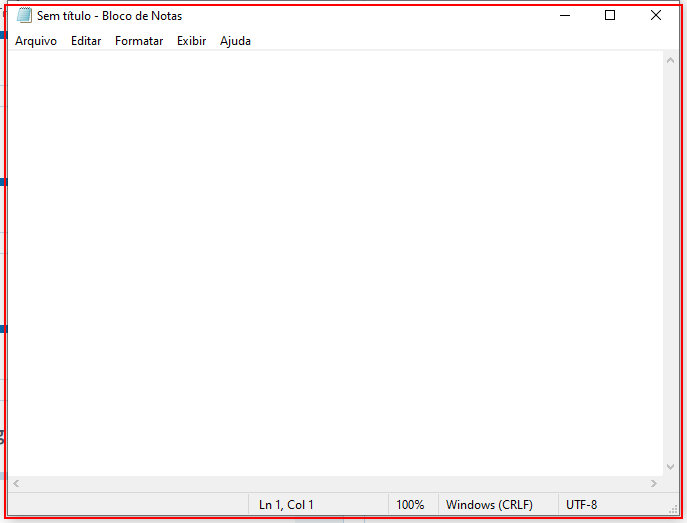 Sem título - Bloco de Notas
Arquivo Editar Formatar Exibir Ajuda
Ln 1, Col 1 100% Windows (CRLF) UTF-8